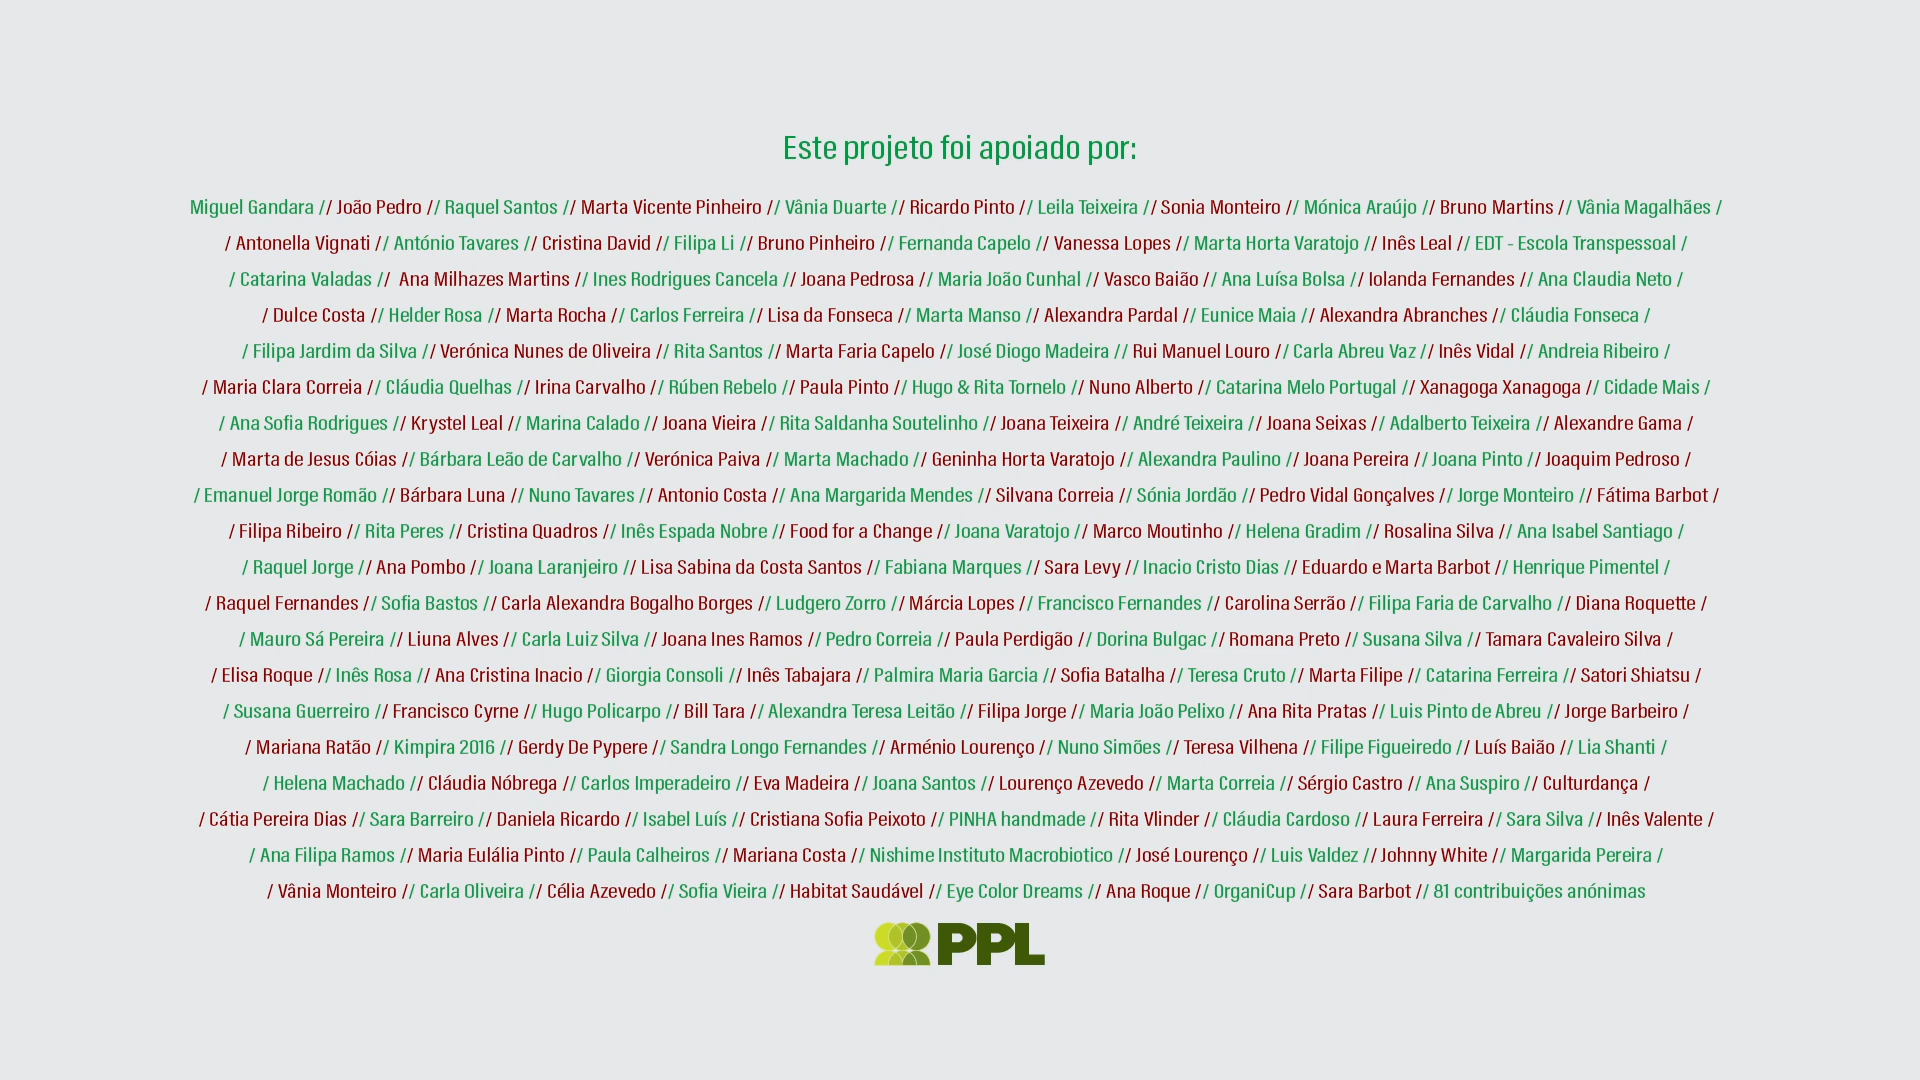 Este projeto foi apoiado por:
Miguel Gandara // João Pedro // Raquel Santos // Marta Vicente Pinheiro // Vânia Duarte // Ricardo Pinto // Leila Teixeira // Sonia Monteiro // Mónica Araújo // Bruno Martins // Vânia Magalhães /
/ Antonella Vignati // António Tavares // Cristina David // Filipa Li // Bruno Pinheiro // Fernanda Capelo // Vanessa Lopes // Marta Horta Varatojo // Inês Leal // EDT - Escola Transpessoal /
/ Catarina Valadas // Ana Milhazes Martins // Ines Rodrigues Cancela // Joana Pedrosa // Maria João Cunhal // Vasco Baião // Ana Luísa Bolsa // Iolanda Fernandes // Ana Claudia Neto /
/ Dulce Costa // Helder Rosa // Marta Rocha // Carlos Ferreira // Lisa da Fonseca // Marta Manso // Alexandra Pardal // Eunice Maia // Alexandra Abranches // Cláudia Fonseca /
/ Filipa Jardim da Silva // Verónica Nunes de Oliveira // Rita Santos // Marta Faria Capelo // José Diogo Madeira // Rui Manuel Louro // Carla Abreu Vaz // Inês Vidal // Andreia Ribeiro /
/ Maria Clara Correia // Cláudia Quelhas // Irina Carvalho // Rúben Rebelo // Paula Pinto // Hugo & Rita Tornelo // Nuno Alberto // Catarina Melo Portugal // Xanagoga Xanagoga // Cidade Mais /
/ Ana Sofia Rodrigues // Krystel Leal // Marina Calado // Joana Vieira // Rita Saldanha Soutelinho // Joana Teixeira // André Teixeira // Joana Seixas // Adalberto Teixeira // Alexandre Gama /
/ Marta de Jesus Cóias // Bárbara Leão de Carvalho // Verónica Paiva // Marta Machado // Geninha Horta Varatojo // Alexandra Paulino // Joana Pereira // Joana Pinto // Joaquim Pedroso /
/ Emanuel Jorge Romão // Bárbara Luna // Nuno Tavares // Antonio Costa // Ana Margarida Mendes // Silvana Correia // Sónia Jordão // Pedro Vidal Gonçalves // Jorge Monteiro // Fátima Barbot /
/ Filipa Ribeiro // Rita Peres // Cristina Quadros // Inês Espada Nobre // Food for a Change // Joana Varatojo // Marco Moutinho // Helena Gradim // Rosalina Silva // Ana Isabel Santiago /
/ Raquel Jorge // Ana Pombo // Joana Laranjeiro // Lisa Sabina da Costa Santos // Fabiana Marques // Sara Levy // Inacio Cristo Dias // Eduardo e Marta Barbot // Henrique Pimentel /
/ Raquel Fernandes // Sofia Bastos // Carla Alexandra Bogalho Borges // Ludgero Zorro // Márcia Lopes // Francisco Fernandes // Carolina Serrão // Filipa Faria de Carvalho // Diana Roquette /
/ Mauro Sá Pereira // Liuna Alves // Carla Luiz Silva // Joana Ines Ramos // Pedro Correia // Paula Perdigão // Dorina Bulgac // Romana Preto // Susana Silva // Tamara Cavaleiro Silva /
/ Elisa Roque // Inês Rosa // Ana Cristina Inacio // Giorgia Consoli // Inês Tabajara // Palmira Maria Garcia // Sofia Batalha // Teresa Cruto // Marta Filipe // Catarina Ferreira // Satori Shiatsu /
/ Susana Guerreiro // Francisco Cyrne // Hugo Policarpo // Bill Tara // Alexandra Teresa Leitão // Filipa Jorge // Maria João Pelixo // Ana Rita Pratas // Luis Pinto de Abreu // Jorge Barbeiro /
/ Mariana Ratão // Kimpira 2016 // Gerdy De Pypere // Sandra Longo Fernandes // Arménio Lourenço // Nuno Simões // Teresa Vilhena // Filipe Figueiredo // Luís Baião // Lia Shanti /
/ Helena Machado // Cláudia Nóbrega // Carlos Imperadeiro // Eva Madeira // Joana Santos // Lourenço Azevedo // Marta Correia // Sérgio Castro // Ana Suspiro // Culturdança /
/ Cátia Pereira Dias // Sara Barreiro // Daniela Ricardo // Isabel Luís // Cristiana Sofia Peixoto // PINHA handmade // Rita Vlinder // Cláudia Cardoso // Laura Ferreira // Sara Silva // Inês Valente /
/ Ana Filipa Ramos // Maria Eulália Pinto // Paula Calheiros // Mariana Costa // Nishime Instituto Macrobiotico // José Lourenço // Luis Valdez // Johnny White // Margarida Pereira /
/ Vânia Monteiro // Carla Oliveira // Célia Azevedo // Sofia Vieira // Habitat Saudável // Eye Color Dreams // Ana Roque // OrganiCup // Sara Barbot // 81 contribuições anónimas
PPL